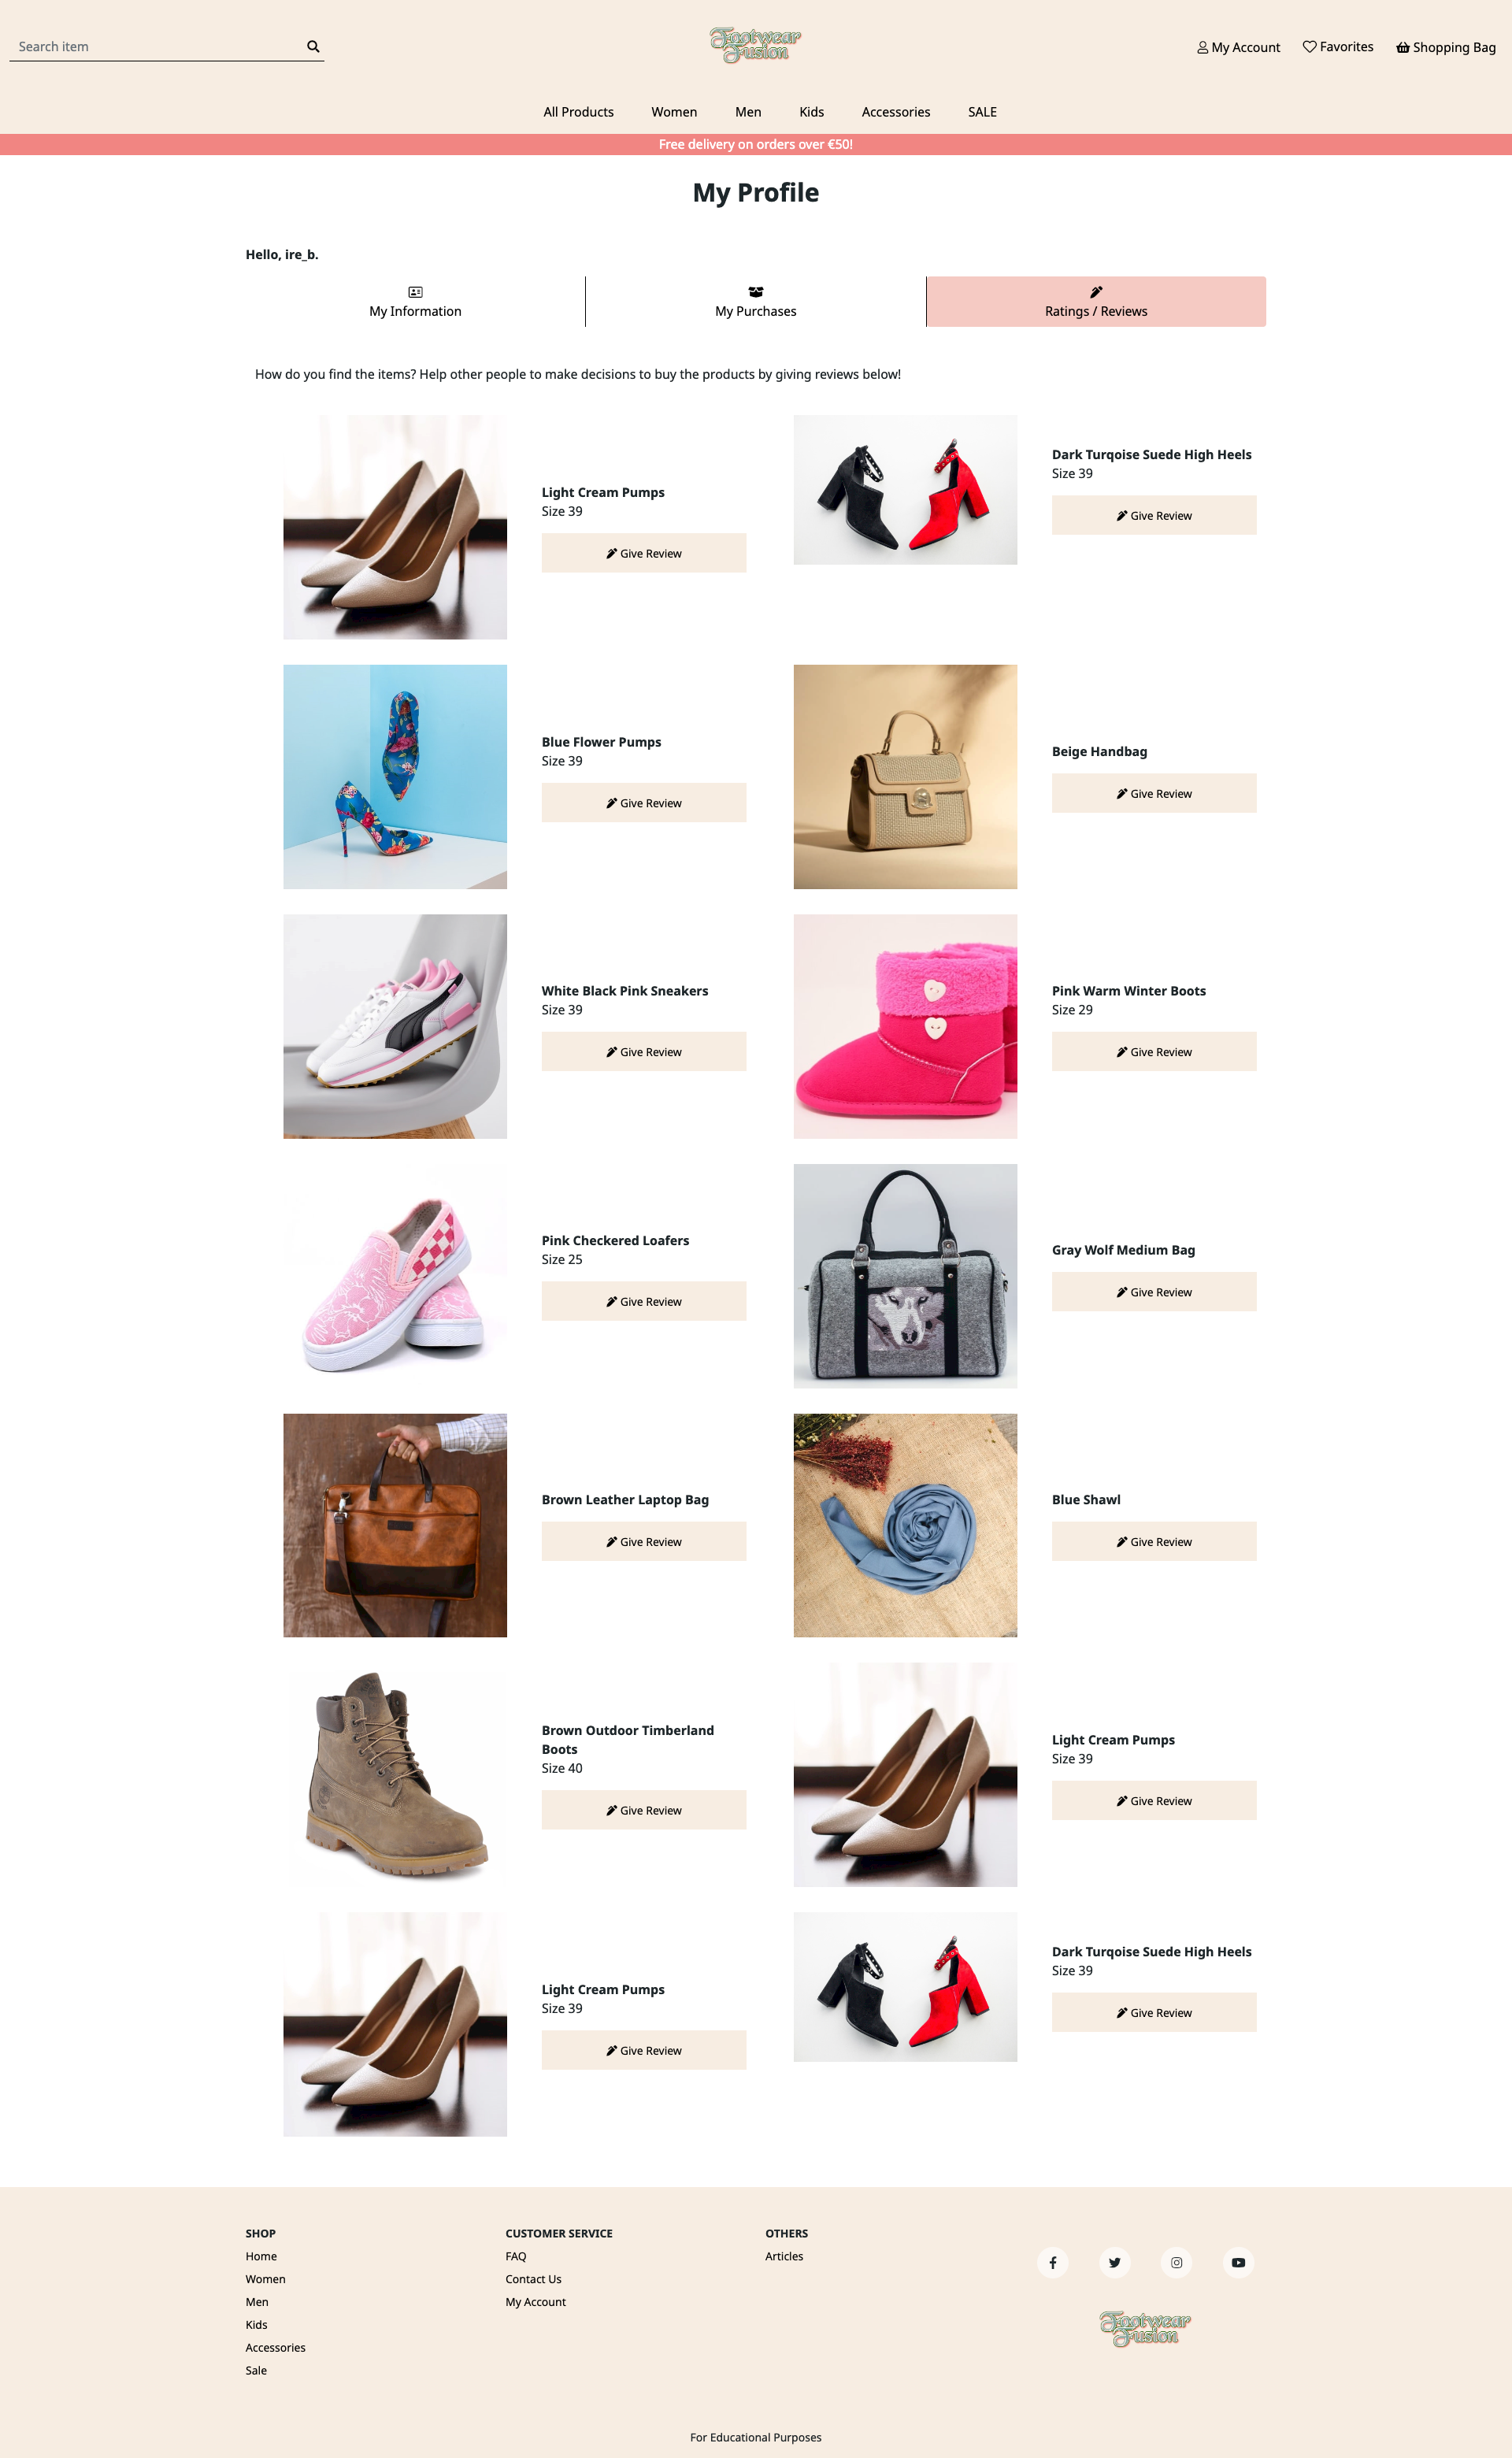 Search item
Footwear
Fusion
My Account
Favorites
Shopping Bag
All Products
Women
Men
Kids
Accessories
SALE
Free delivery on orders over €50!
My Profile
Hello, ire_b.
My Information
My Purchases
Ratings / Reviews
How do you find the items? Help other people to make decisions to buy the products by giving reviews below!
Light Cream Pumps
Size 39
Give Review
Dark Turqoise Suede High Heels
Size 39
Give Review
Blue Flower Pumps
Size 39
Give Review
Beige Handbag
Give Review
White Black Pink Sneakers
Size 39
Give Review
Pink Warm Winter Boots
Size 29
Give Review
Pink Checkered Loafers
Size 25
Give Review
Gray Wolf Medium Bag
Give Review
Brown Leather Laptop Bag
Give Review
Blue Shawl
Give Review
Brown Outdoor Timberland
Boots
Size 40
Give Review
Light Cream Pumps
Size 39
Give Review
Light Cream Pumps
Size 39
Give Review
Dark Turqoise Suede High Heels
Size 39
Give Review
SHOP
Home
Women
Men
Kids
Accessories
Sale
CUSTOMER SERVICE
FAQ
Contact Us
My Account
OTHERS
Articles
Footwear
Fusion
For Educational Purposes